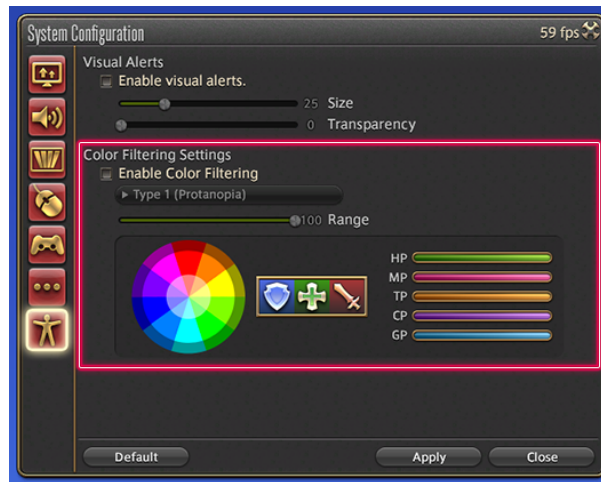 System Configuration
59 fps
Visual Alerts
Enable visual alerts.
25 Size
0 Transparency
Color Filtering Settings
Enable Color Filtering
Type 1 (Protanopia)
100 Range
HP
MP
TP
CP
GP
Default
Apply
Close